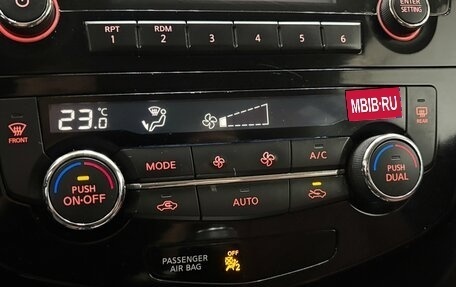 RPT
1
RDM
2
3
4
5
6
ENTER
SETTING
23.0
°C
MBIB.RU
FRONT
REAR
MODE
A/C
PUSH
ON·OFF
AUTO
PUSH
DUAL
PASSENGER
AIR BAG
OFF
2